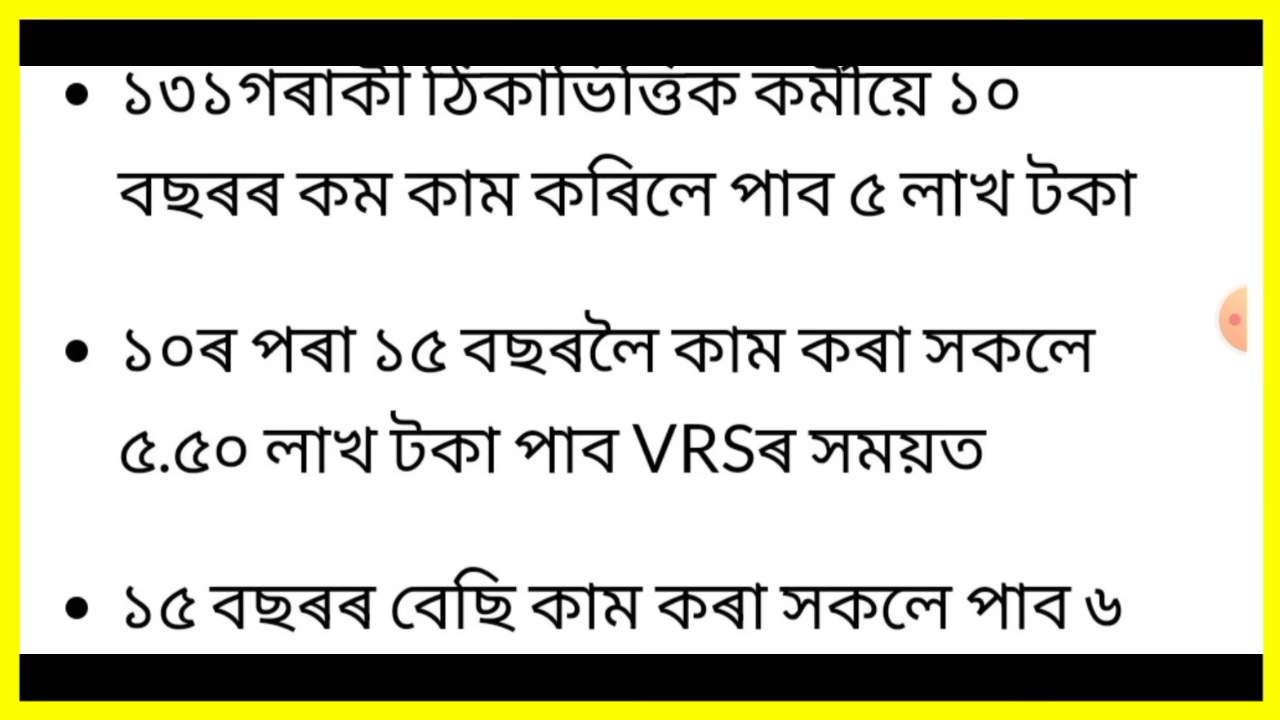 • ১৩১গৰাকী ঠিকাভিত্তিক কৰ্মীয়ে ১০
বছৰৰ কম কাম কৰিলে পাব ৫ লাখ টকা
• ১০ৰ পৰা ১৫ বছৰলৈ কাম কৰা সকলে
৫.৫০ লাখ টকা পাব VRSৰ সময়ত
• ১৫ বছৰৰ বেছি কাম কৰা সকলে পাব ৬